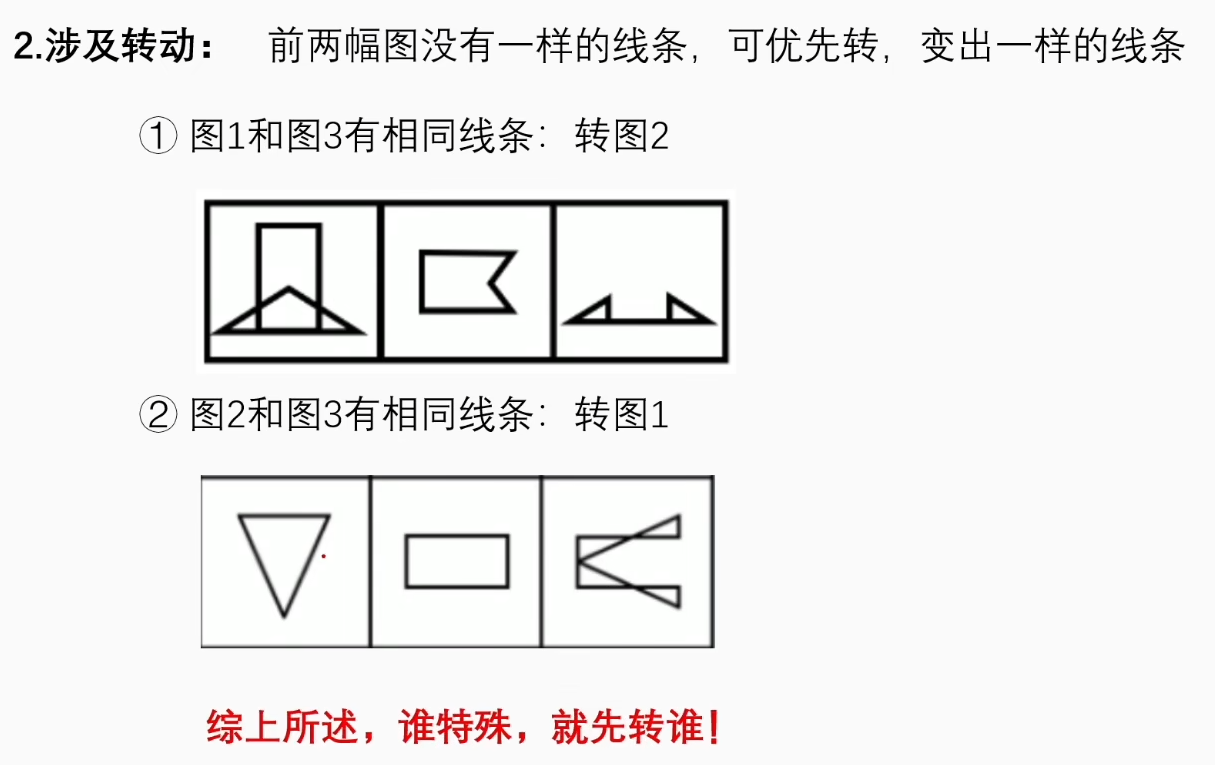 2.涉及转动： 前两幅图没有一样的线条，可优先转，变出一样的线条
① 图1和图3有相同线条：转图2
② 图2和图3有相同线条：转图1
综上所述，谁特殊，就先转谁！